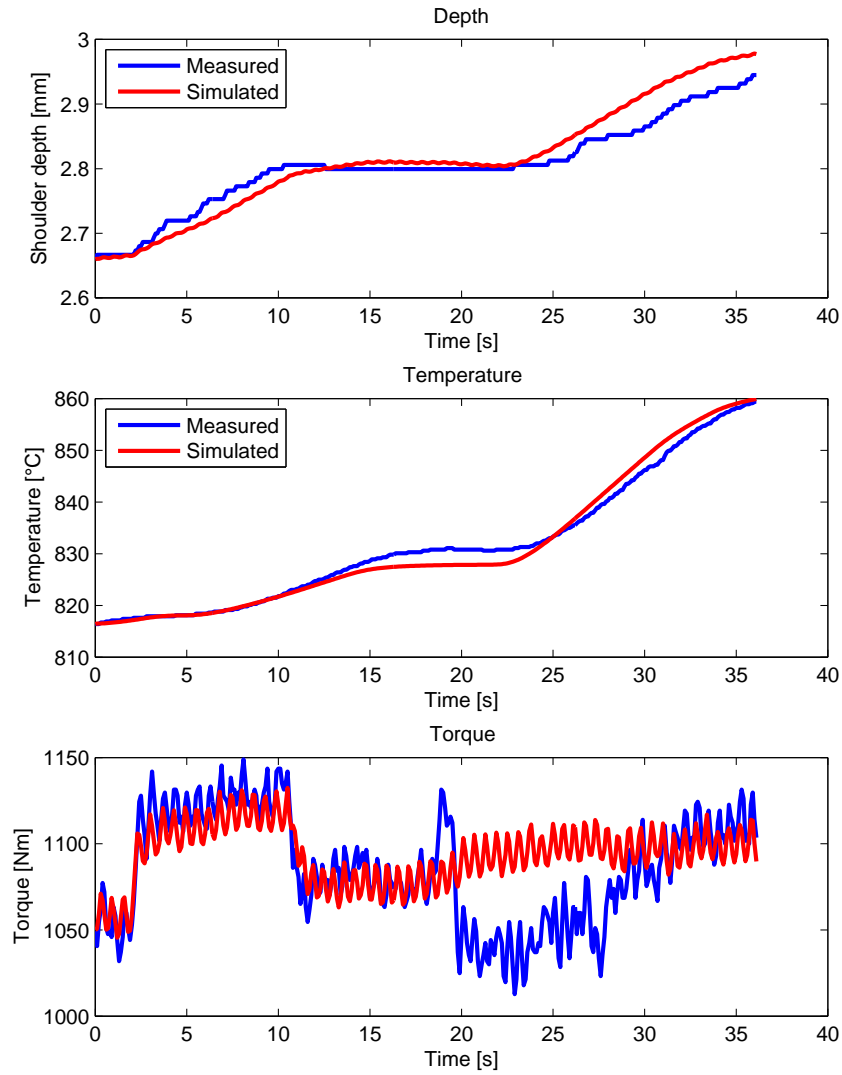 Depth
3
2.9
2.8
2.7
2.6
Shoulder depth [mm]
Measured
Simulated
0 5 10 15 20 25 30 35 40
Time [s]
Temperature
860
850
840
830
820
810
Temperature [°C]
Measured
Simulated
0 5 10 15 20 25 30 35 40
Time [s]
Torque
1150
1100
1050
1000
Torque [Nm]
0 5 10 15 20 25 30 35 40
Time [s]